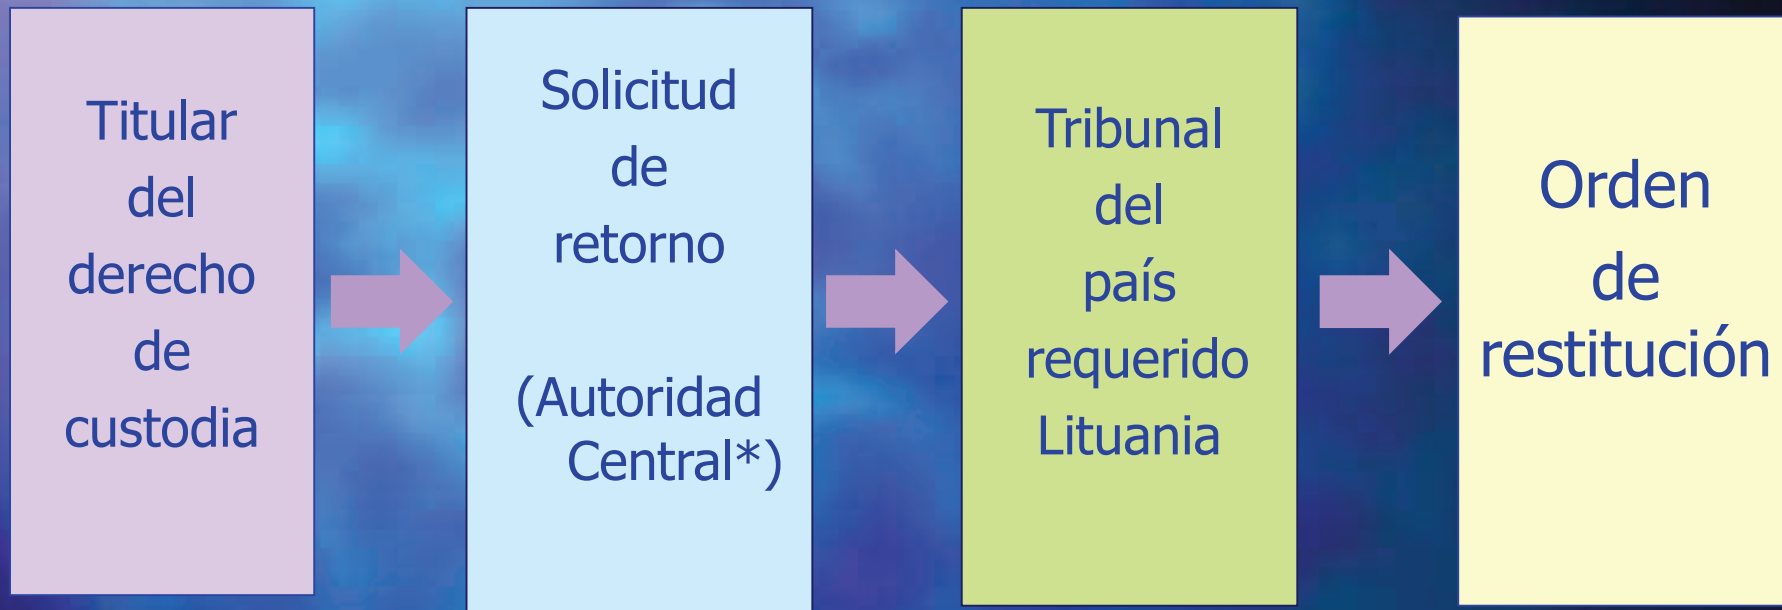 Titular
del
derecho
de
custodia
Solicitud
de
retorno
(Autoridad
Central*)
Tribunal
del
país
requerido
Lituania
Orden
de
restitución